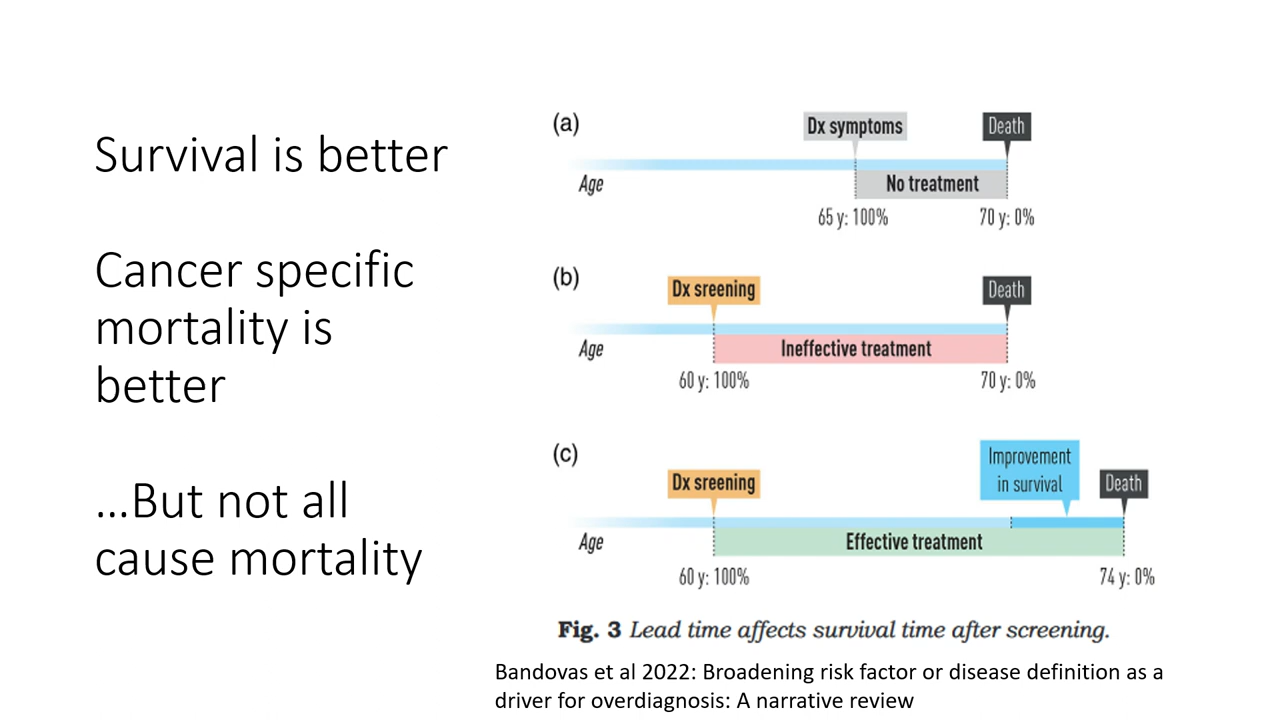 Survival is better
Cancer specific
mortality is
better
...But not all
cause mortality
(a)
Dx symptoms
Death
Age
No treatment
65 y: 100%
70 y: 0%
(b)
Dx sreening
Death
Age
Ineffective treatment
60 y: 100%
70 y: 0%
(c)
Improvement
in survival
Dx sreening
Death
Age
Effective treatment
60 y: 100%
74 y: 0%
Fig. 3 Lead time affects survival time after screening.
Bandovas et al 2022: Broadening risk factor or disease definition as a
driver for overdiagnosis: A narrative review